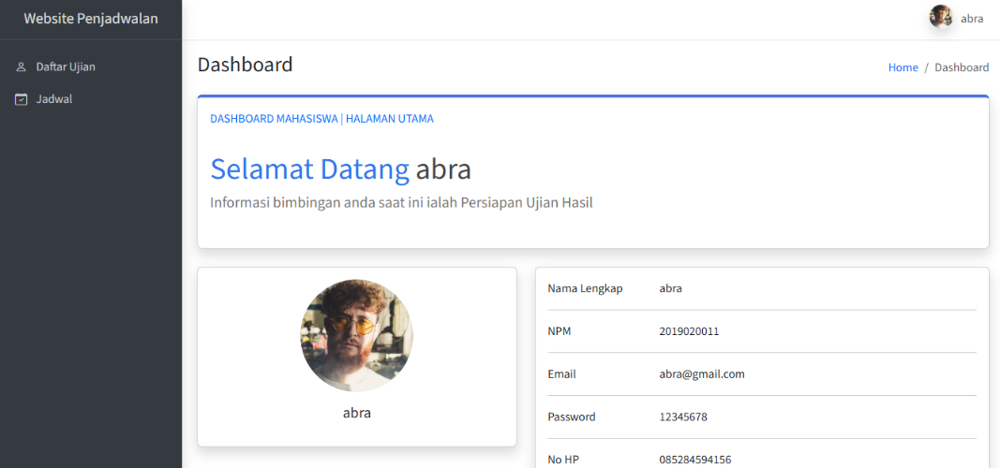 Website Penjadwalan
abra
Daftar Ujian
Jadwal
Dashboard
Home / Dashboard
DASHBOARD MAHASISWA | HALAMAN UTAMA
Selamat Datang abra
Informasi bimbingan anda saat ini ialah Persiapan Ujian Hasil
abra
Nama Lengkap abra
NPM 2019020011
Email abra@gmail.com
Password 12345678
No HP 085284594156